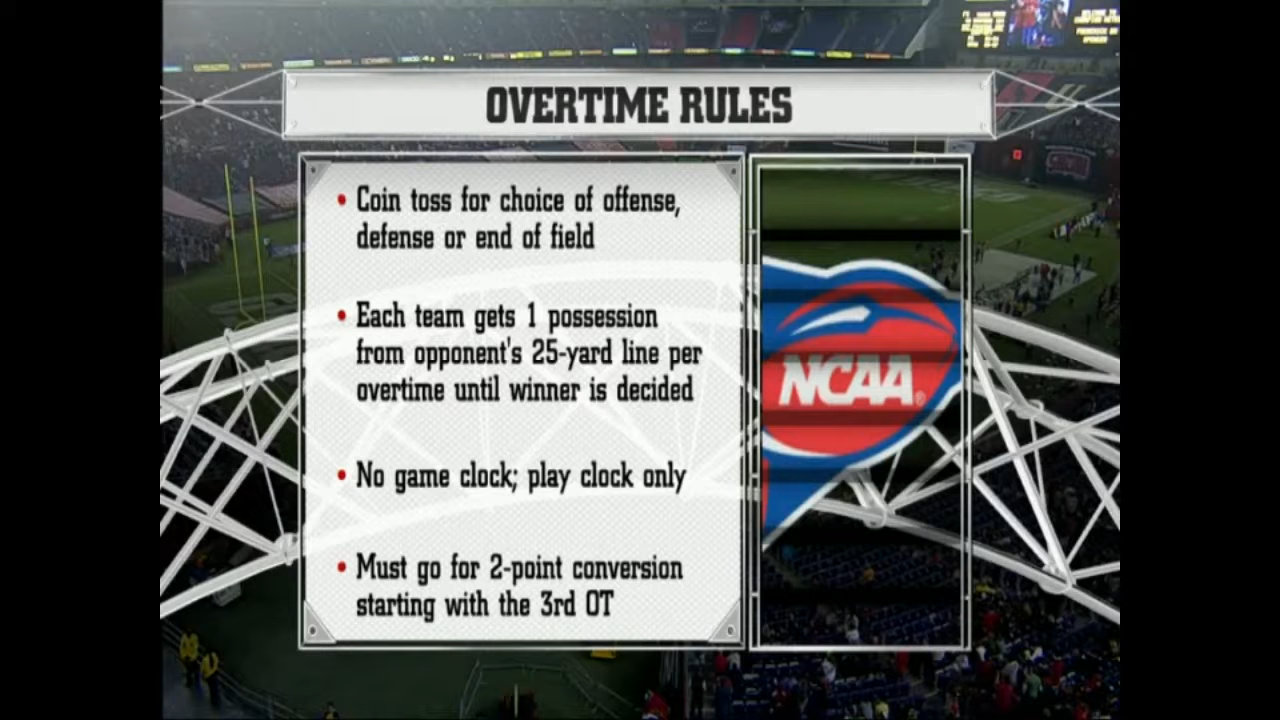 OVERTIME RULES
• Coin toss for choice of offense,
defense or end of field
• Each team gets 1 possession
from opponent's 25-yard line per
overtime until winner is decided
• No game clock; play clock only
• Must go for 2-point conversion
starting with the 3rd OT
NCAA®